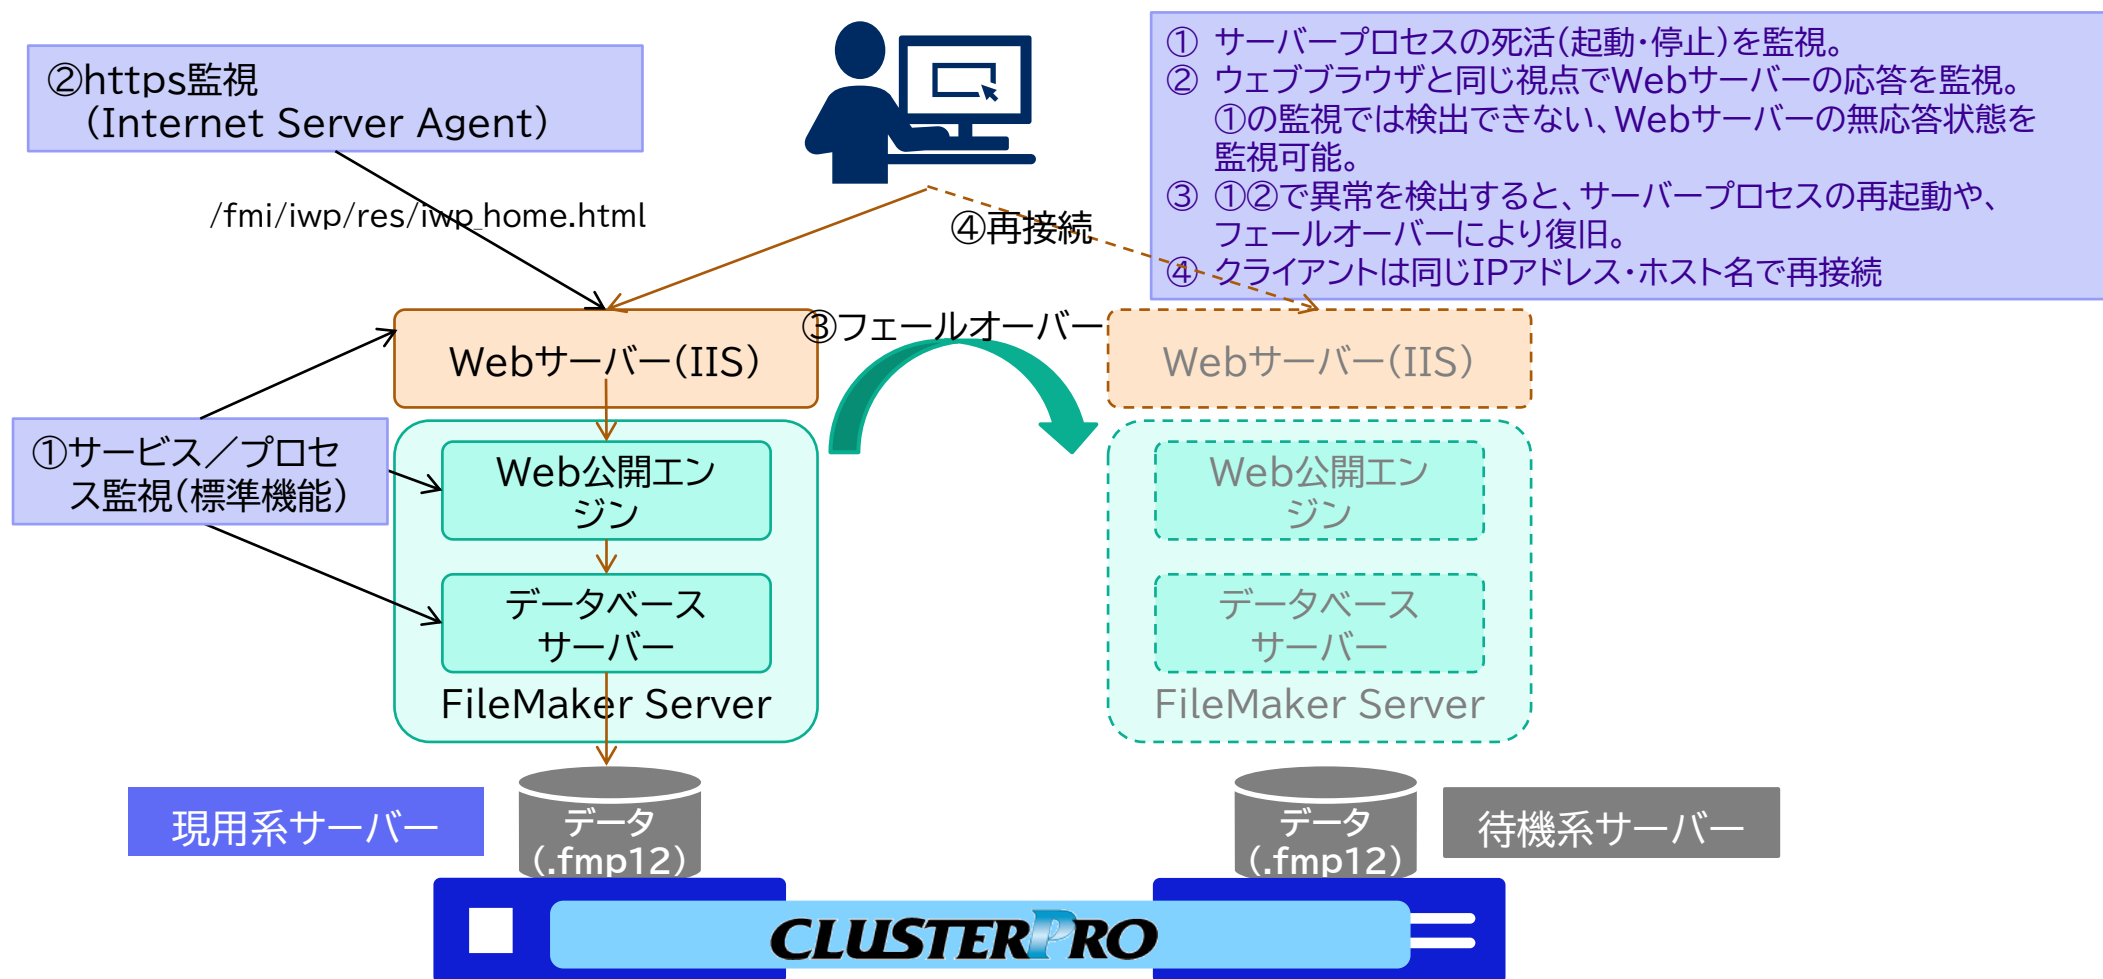 ②https監視
(Internet Server Agent)
/fmi/iwp/res/iwp_home.html
① サーバープロセスの死活(起動・停止)を監視。
② ウェブブラウザと同じ視点でWebサーバーの応答を監視。
①の監視では検出できない、Webサーバーの無応答状態を
監視可能。
③ ①②で異常を検出すると、サーバープロセスの再起動や、
フェールオーバーにより復旧。
④ クライアントは同じIPアドレス・ホスト名で再接続
④再接続
③フェールオーバー
Webサーバー(IIS)
Webサーバー(IIS)
①サービス／プロセ
ス監視(標準機能)
Web公開エン
ジン
データベース
サーバー
FileMaker Server
Web公開エン
ジン
データベース
サーバー
FileMaker Server
現用系サーバー
データ
(.fmp12)
データ
(.fmp12)
待機系サーバー
CLUSTERPRO